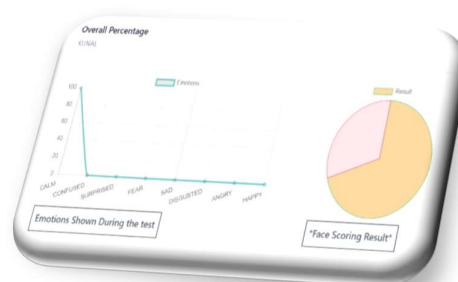 Overall Percentage
KUNAL
Emotions
100
80
60
40
20
0
CALM
CONFUSED
SURPRISED
FEAR
SAD
DISGUSTED
ANGRY
HAPPY
Emotions Shown During the test
Result
"Face Scoring Result"